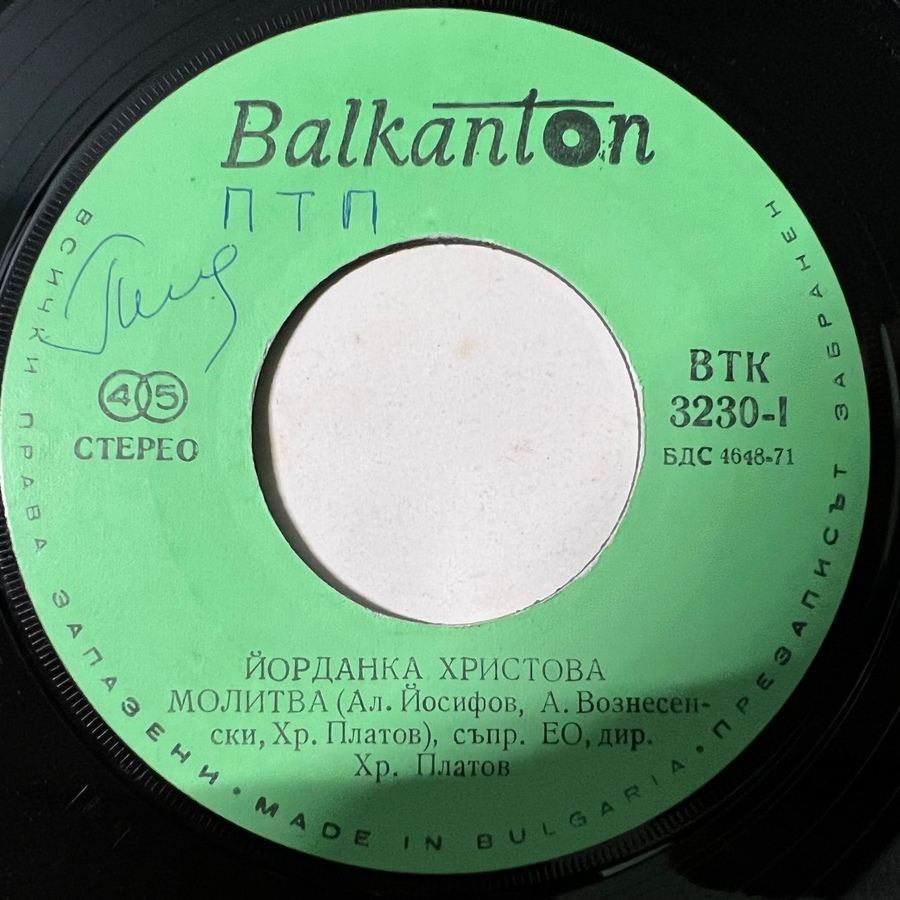 Balkanton
ПТП
45
СТЕРЕО
ВТК
3230-I
БДС 4648-71
ЙОРДАНКА ХРИСТОВА
МОЛИТВА (Ал. Йосифов, А. Вознесен-
ски, Хр. Платов), съпр. ЕО, дир.
Хр. Платов
ВСИЧКИ ПРАВА ЗАПАЗЕНИ • MADE IN BULGARIA • ПРЕЗАПИСЪТ ЗАБРАНЕН